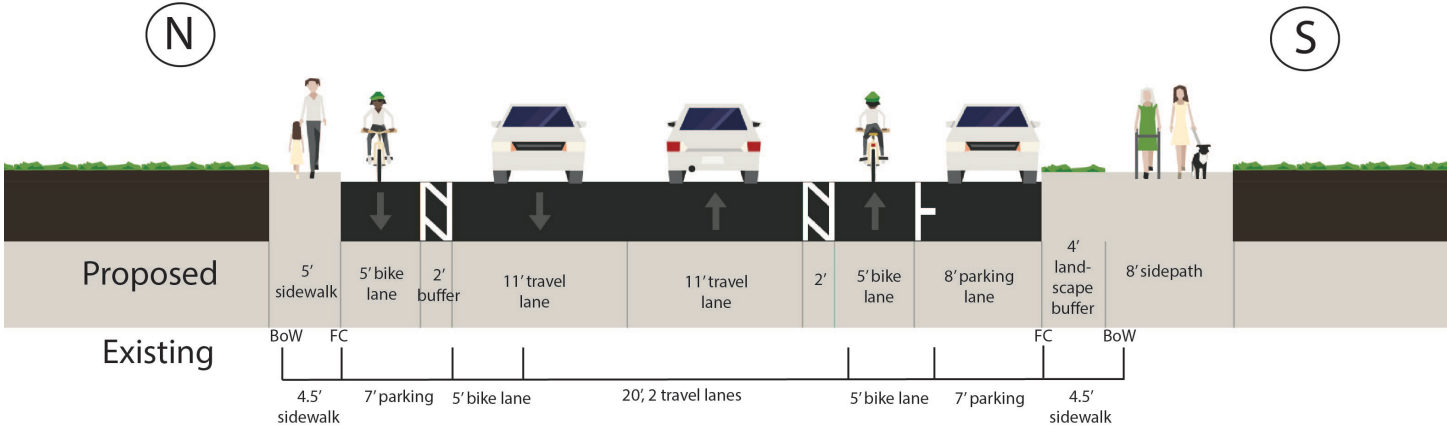 N
S
Proposed
5’
sidewalk
5’ bike
lane
2’
buffer
11’ travel
lane
11’ travel
lane
2’
5’ bike
lane
8’ parking
lane
4’
land-
scape
buffer
8’ sidepath
Existing
BoW
FC
FC
BoW
4.5’
sidewalk
7’ parking
5’ bike lane
20’, 2 travel lanes
5’ bike lane
7’ parking
4.5’
sidewalk